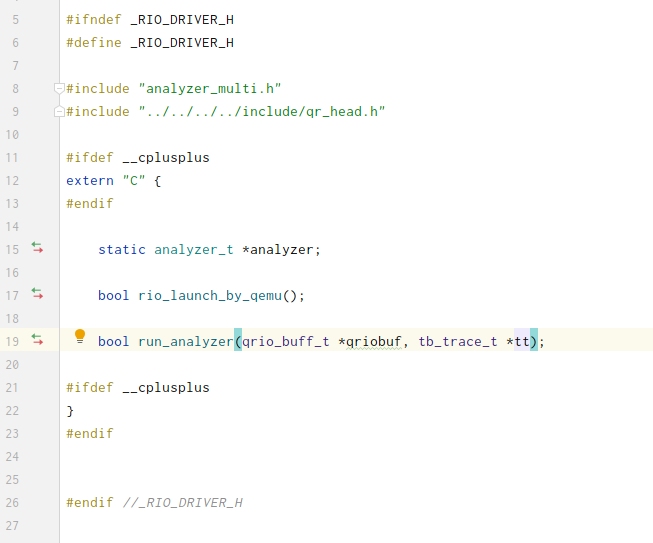 5 #ifndef _RIO_DRIVER_H
6 #define _RIO_DRIVER_H
7
8 #include "analyzer_multi.h"
9 #include "../../../../include/qr_head.h"
10
11 #ifdef __cplusplus
12 extern "C" {
13 #endif
14
15 static analyzer_t *analyzer;
16
17 bool rio_launch_by_qemu();
18
19 bool run_analyzer(qrio_buff_t *qriobuf, tb_trace_t *tt);
20
21 #ifdef __cplusplus
22 }
23 #endif
24
25
26 #endif //_RIO_DRIVER_H
27